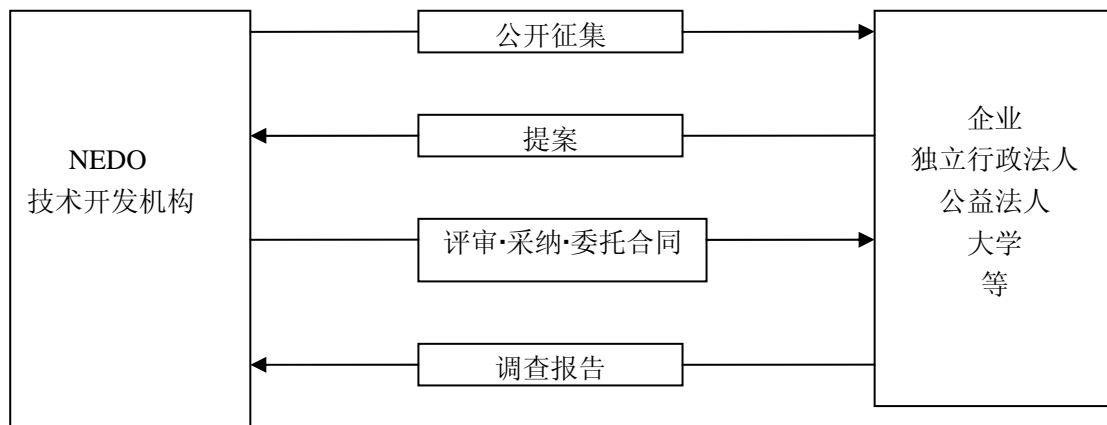 NEDO
技术开发机构
公开征集
提案
评审·采纳·委托合同
调查报告
企业
独立行政法人
公益法人
大学
等